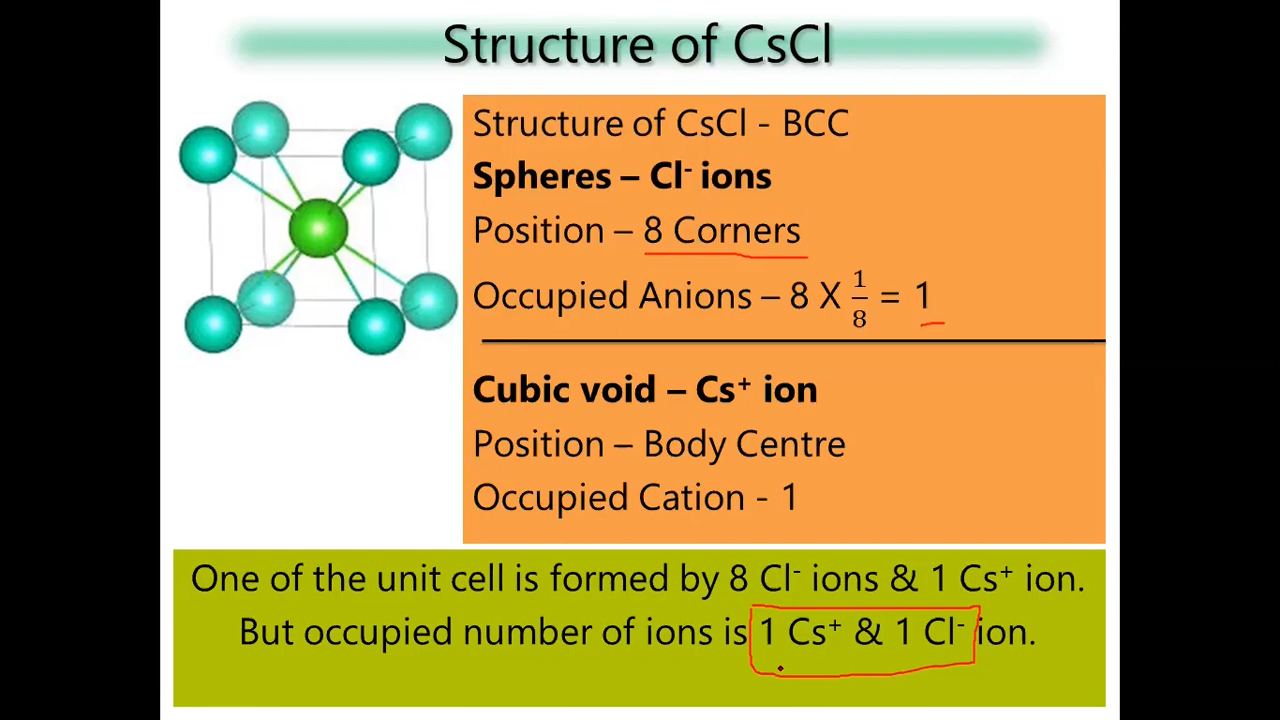 Structure of CsCl
Structure of CsCl - BCC
Spheres – Cl⁻ ions
Position – 8 Corners
Occupied Anions – 8 X 1/8 = 1
Cubic void – Cs⁺ ion
Position – Body Centre
Occupied Cation - 1
One of the unit cell is formed by 8 Cl⁻ ions & 1 Cs⁺ ion.
But occupied number of ions is 1 Cs⁺ & 1 Cl⁻ ion.